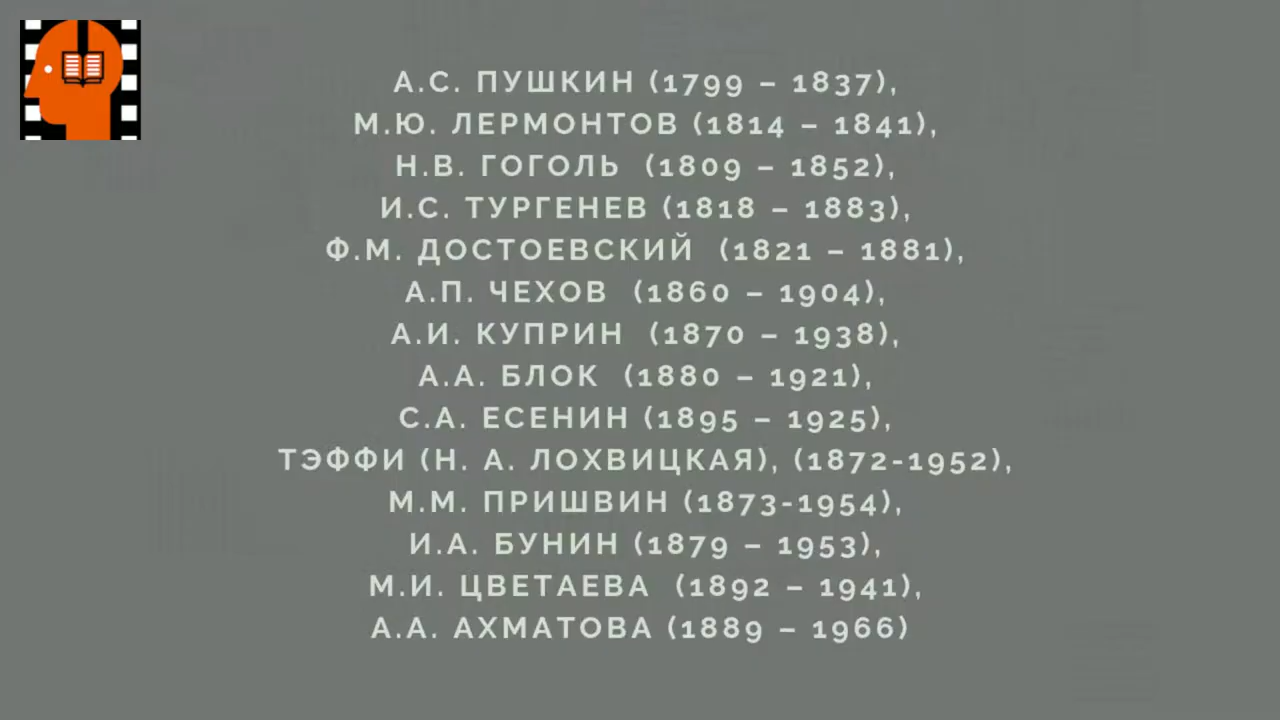 А.С. ПУШКИН (1799 – 1837),
М.Ю. ЛЕРМОНТОВ (1814 – 1841),
Н.В. ГОГОЛЬ (1809 – 1852),
И.С. ТУРГЕНЕВ (1818 – 1883),
Ф.М. ДОСТОЕВСКИЙ (1821 – 1881),
А.П. ЧЕХОВ (1860 – 1904),
А.И. КУПРИН (1870 – 1938),
А.А. БЛОК (1880 – 1921),
С.А. ЕСЕНИН (1895 – 1925),
ТЭФФИ (Н. А. ЛОХВИЦКАЯ), (1872-1952),
М.М. ПРИШВИН (1873-1954),
И.А. БУНИН (1879 – 1953),
М.И. ЦВЕТАЕВА (1892 – 1941),
А.А. АХМАТОВА (1889 – 1966)